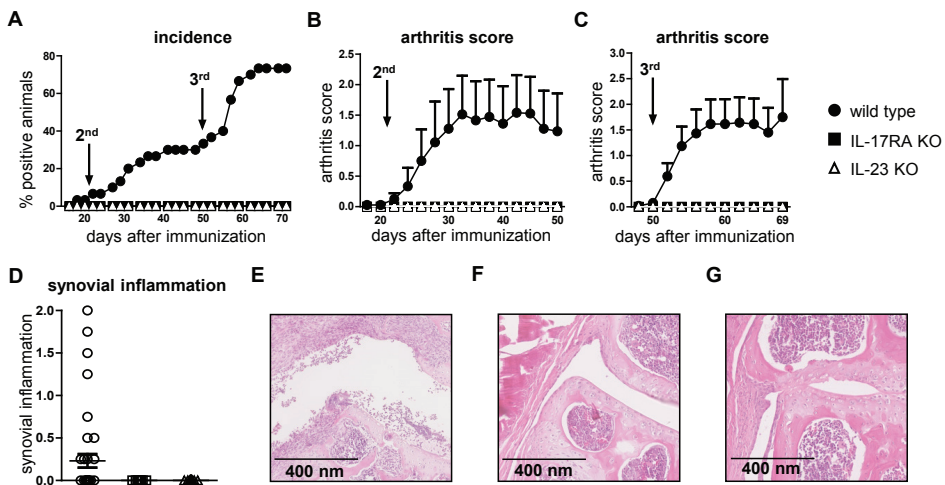 A
incidence
% positive animals
80
60
40
20
0
2nd
3rd
20
30
40
50
60
70
days after immunization
B
arthritis score
arthritis score
2.5
2.0
1.5
1.0
0.5
0.0
2nd
20
30
40
50
days after immunization
C
arthritis score
arthritis score
3.0
2.5
2.0
1.5
1.0
0.5
0.0
3rd
50
60
69
days after immunization
wild type
IL-17RA KO
IL-23 KO
D
synovial inflammation
synovial inflammation
2.0
1.5
1.0
0.5
0.0
E
400 nm
F
400 nm
G
400 nm